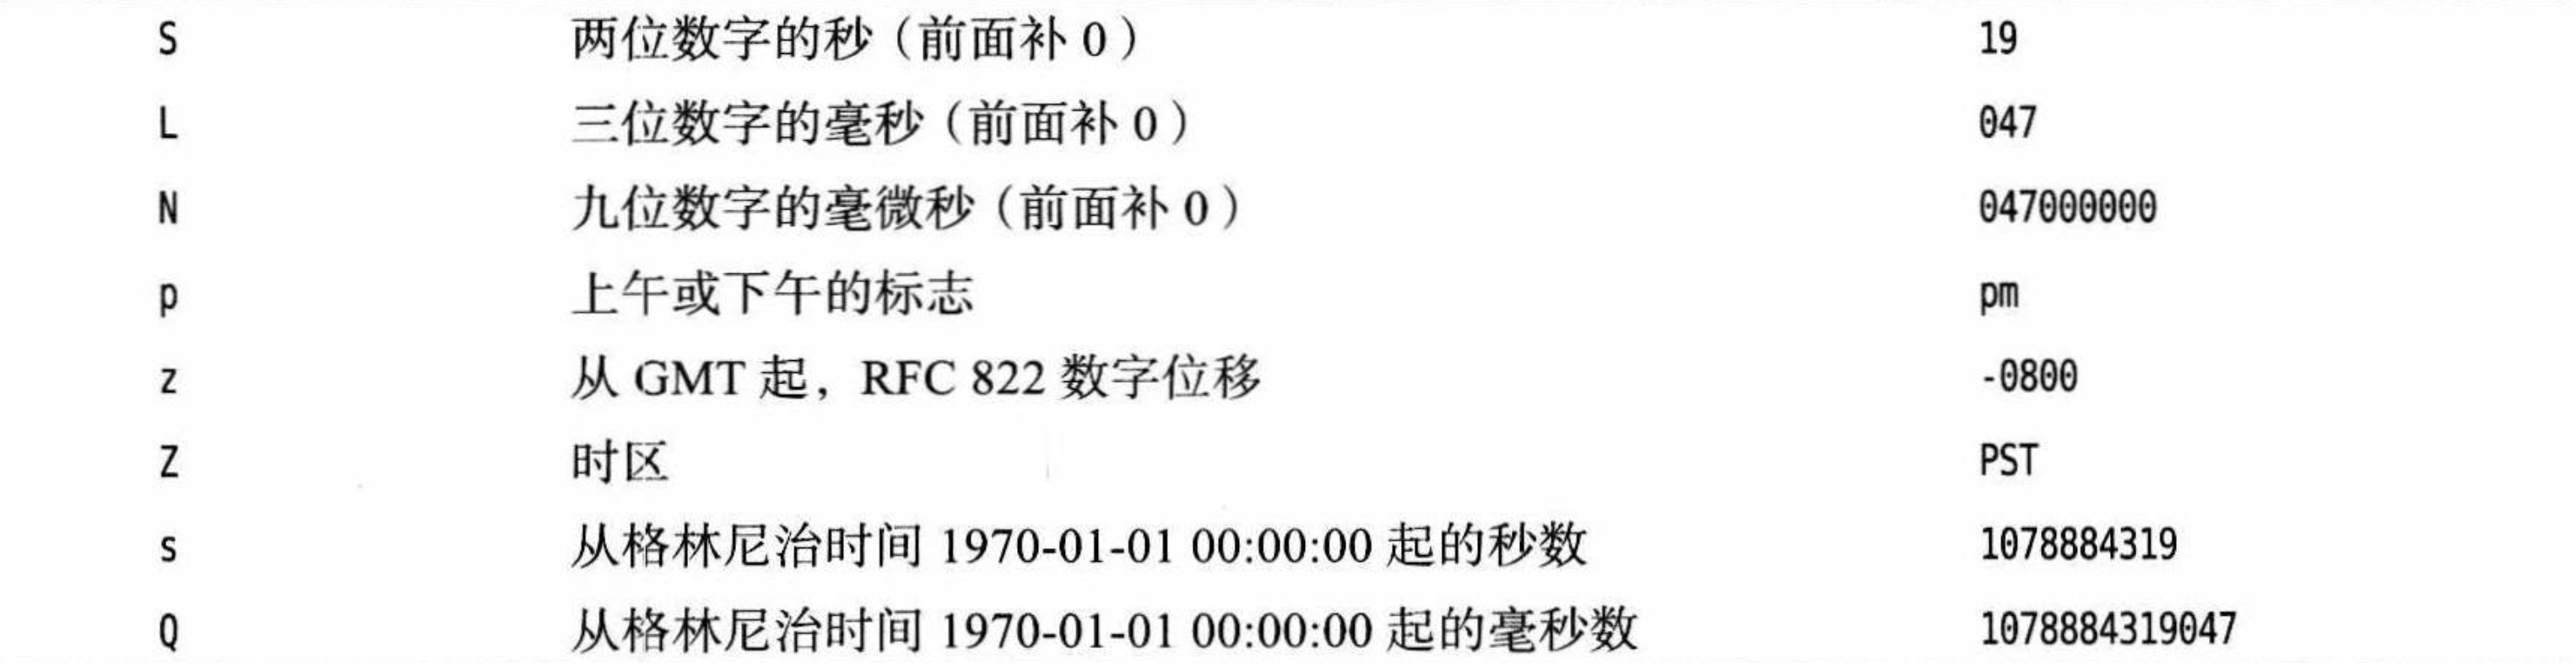 S 两位数字的秒（前面补 0） 19
L 三位数字的毫秒（前面补 0） 047
N 九位数字的毫微秒（前面补 0） 047000000
p 上午或下午的标志 pm
z 从 GMT 起，RFC 822 数字位移 -0800
Z 时区 PST
s 从格林尼治时间 1970-01-01 00:00:00 起的秒数 1078884319
Q 从格林尼治时间 1970-01-01 00:00:00 起的毫秒数 1078884319047